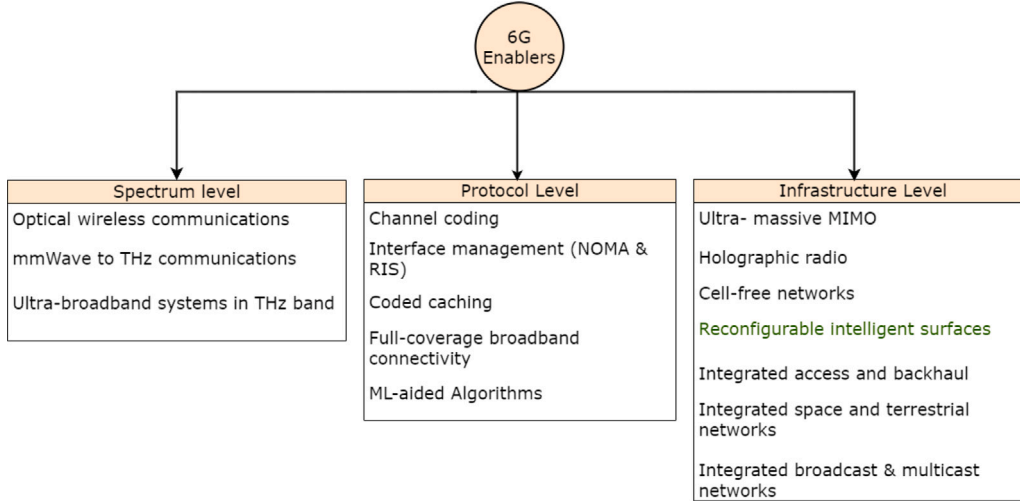 6G
Enablers
Spectrum level
Optical wireless communications
mmWave to THz communications
Ultra-broadband systems in THz band
Protocol Level
Channel coding
Interface management (NOMA &
RIS)
Coded caching
Full-coverage broadband
connectivity
ML-aided Algorithms
Infrastructure Level
Ultra- massive MIMO
Holographic radio
Cell-free networks
Reconfigurable intelligent surfaces
Integrated access and backhaul
Integrated space and terrestrial
networks
Integrated broadcast & multicast
networks